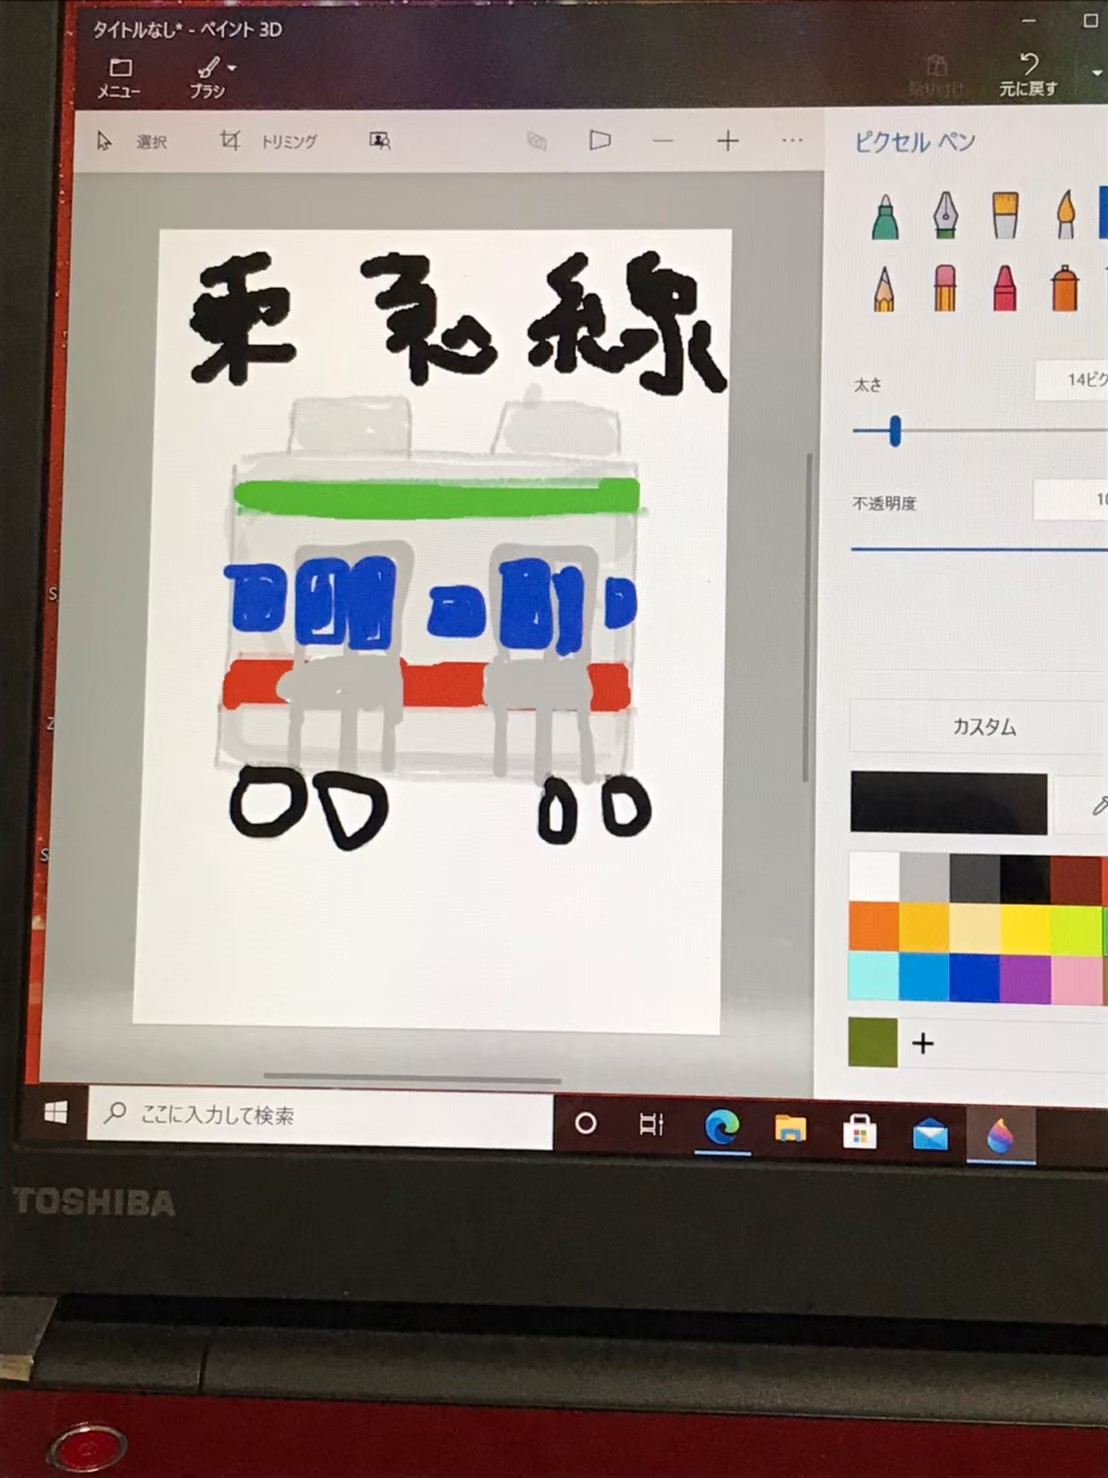 タイトルなし* - ペイント 3D
メニュー
ブラシ
貼り付け
元に戻す
選択
トリミング
ピクセル ペン
東急線
太さ
14ピク
不透明度
10
カスタム
ここに入力して検索
TOSHIBA